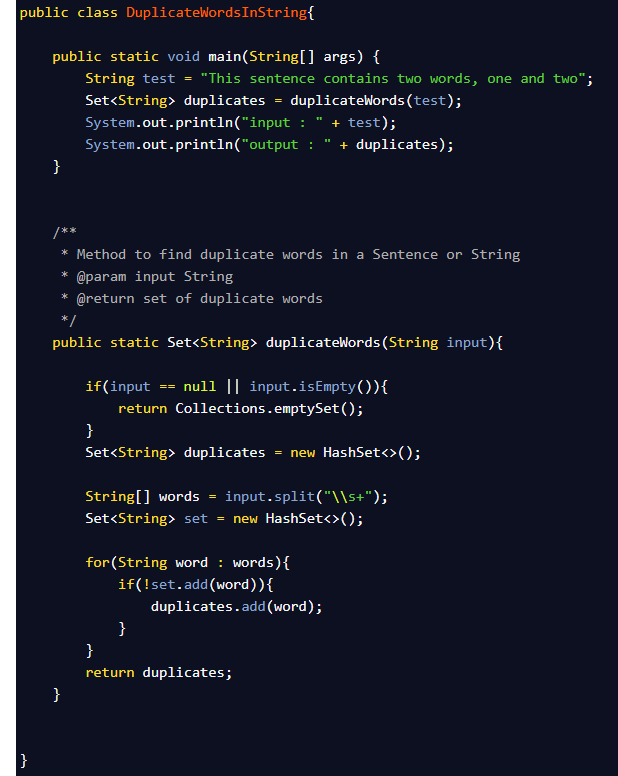 public class DuplicateWordsInString{
    public static void main(String[] args) {
        String test = "This sentence contains two words, one and two";
        Set<String> duplicates = duplicateWords(test);
        System.out.println("input : " + test);
        System.out.println("output : " + duplicates);
    }
    /**
     * Method to find duplicate words in a Sentence or String
     * @param input String
     * @return set of duplicate words
     */
    public static Set<String> duplicateWords(String input){
        if(input == null || input.isEmpty()){
            return Collections.emptySet();
        }
        Set<String> duplicates = new HashSet<>();
        String[] words = input.split("\\s+");
        Set<String> set = new HashSet<>();
        for(String word : words){
            if(!set.add(word)){
                duplicates.add(word);
            }
        }
        return duplicates;
    }
}